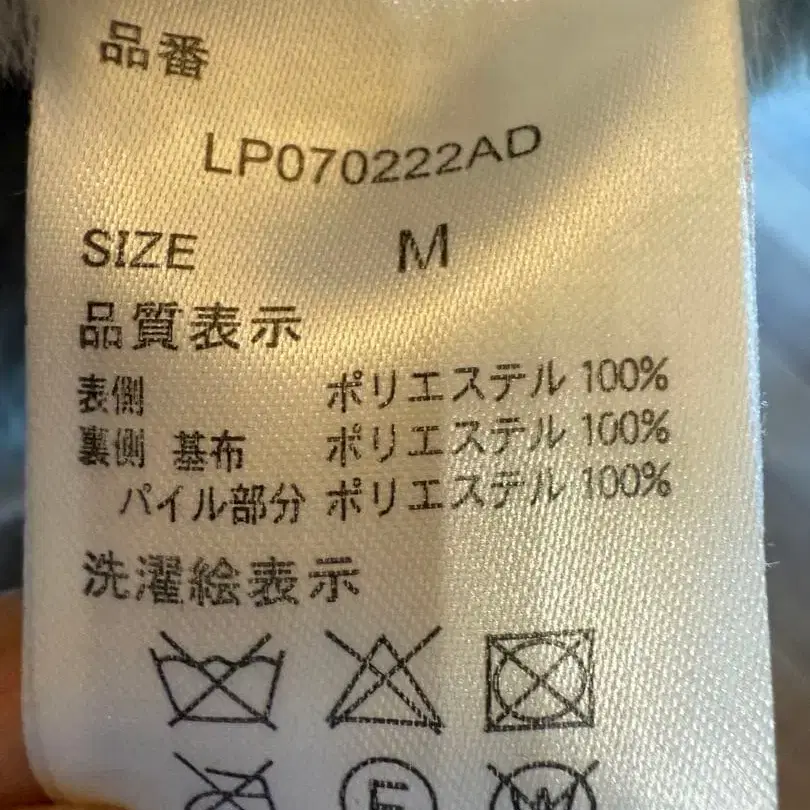 品番
LP070222AD
SIZE M
品質表示
表側 ポリエステル 100%
裏側 基布 ポリエステル 100%
パイル部分 ポリエステル 100%
洗濯絵表示
F
W